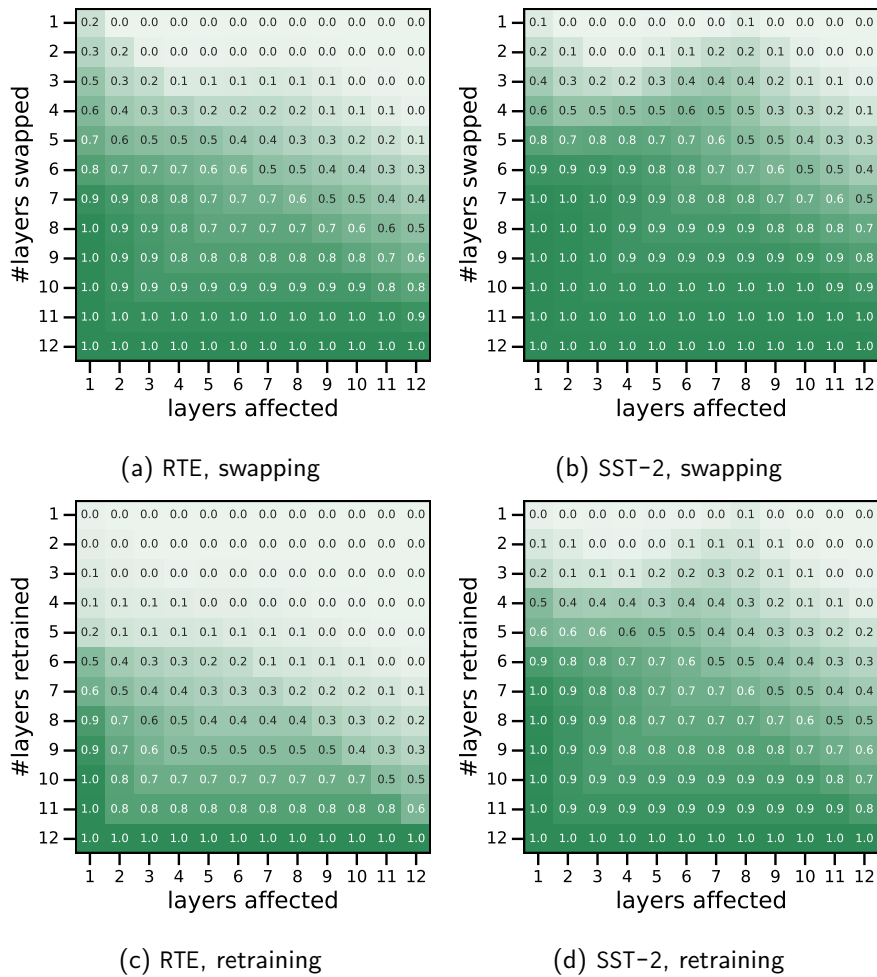 1 0.2 0.0 0.0 0.0 0.0 0.0 0.0 0.0 0.0 0.0 0.0 0.0
2 0.3 0.2 0.0 0.0 0.0 0.0 0.0 0.0 0.0 0.0 0.0 0.0
3 0.5 0.3 0.2 0.1 0.1 0.1 0.1 0.1 0.1 0.0 0.0 0.0
4 0.6 0.4 0.3 0.3 0.2 0.2 0.2 0.2 0.1 0.1 0.1 0.0
5 0.7 0.6 0.5 0.5 0.5 0.4 0.4 0.3 0.3 0.2 0.2 0.1
6 0.8 0.7 0.7 0.7 0.6 0.6 0.5 0.5 0.4 0.4 0.3 0.3
7 0.9 0.9 0.8 0.8 0.7 0.7 0.7 0.6 0.5 0.5 0.4 0.4
8 1.0 0.9 0.9 0.8 0.7 0.7 0.7 0.7 0.7 0.6 0.6 0.5
9 1.0 0.9 0.9 0.8 0.8 0.8 0.8 0.8 0.8 0.8 0.7 0.6
10 1.0 0.9 0.9 0.9 0.9 0.9 0.9 0.9 0.9 0.9 0.8 0.8
11 1.0 1.0 1.0 1.0 1.0 1.0 1.0 1.0 1.0 1.0 1.0 0.9
12 1.0 1.0 1.0 1.0 1.0 1.0 1.0 1.0 1.0 1.0 1.0 1.0
1 2 3 4 5 6 7 8 9 10 11 12
#layers swapped
layers affected
(a) RTE, swapping
1 0.1 0.0 0.0 0.0 0.0 0.0 0.0 0.1 0.0 0.0 0.0 0.0
2 0.2 0.1 0.0 0.0 0.1 0.1 0.2 0.2 0.1 0.0 0.0 0.0
3 0.4 0.3 0.2 0.2 0.3 0.4 0.4 0.4 0.2 0.1 0.1 0.0
4 0.6 0.5 0.5 0.5 0.5 0.6 0.5 0.5 0.3 0.3 0.2 0.1
5 0.8 0.7 0.8 0.7 0.7 0.7 0.6 0.5 0.5 0.4 0.3 0.3
6 0.9 0.9 0.9 0.9 0.8 0.8 0.7 0.7 0.6 0.5 0.5 0.4
7 1.0 1.0 1.0 0.9 0.9 0.8 0.8 0.8 0.7 0.7 0.6 0.5
8 1.0 1.0 1.0 0.9 0.9 0.9 0.9 0.9 0.8 0.8 0.8 0.7
9 1.0 1.0 0.9 0.9 0.9 0.9 0.9 0.9 0.9 0.9 0.9 0.8
10 1.0 1.0 1.0 1.0 1.0 1.0 1.0 1.0 1.0 1.0 0.9 0.9
11 1.0 1.0 1.0 1.0 1.0 1.0 1.0 1.0 1.0 1.0 1.0 1.0
12 1.0 1.0 1.0 1.0 1.0 1.0 1.0 1.0 1.0 1.0 1.0 1.0
1 2 3 4 5 6 7 8 9 10 11 12
#layers swapped
layers affected
(b) SST-2, swapping
1 0.0 0.0 0.0 0.0 0.0 0.0 0.0 0.0 0.0 0.0 0.0 0.0
2 0.0 0.0 0.0 0.0 0.0 0.0 0.0 0.0 0.0 0.0 0.0 0.0
3 0.1 0.0 0.0 0.0 0.0 0.0 0.0 0.0 0.0 0.0 0.0 0.0
4 0.1 0.1 0.1 0.1 0.0 0.0 0.0 0.0 0.0 0.0 0.0 0.0
5 0.2 0.1 0.1 0.1 0.1 0.1 0.1 0.1 0.0 0.0 0.0 0.0
6 0.5 0.4 0.3 0.3 0.2 0.2 0.1 0.1 0.1 0.1 0.0 0.0
7 0.6 0.5 0.4 0.4 0.3 0.3 0.3 0.2 0.2 0.2 0.1 0.1
8 0.9 0.7 0.6 0.5 0.4 0.4 0.4 0.4 0.3 0.3 0.2 0.2
9 0.9 0.7 0.6 0.5 0.5 0.5 0.5 0.5 0.5 0.4 0.3 0.3
10 1.0 0.8 0.7 0.7 0.7 0.7 0.7 0.7 0.7 0.7 0.5 0.5
11 1.0 0.8 0.8 0.8 0.8 0.8 0.8 0.8 0.8 0.8 0.8 0.6
12 1.0 1.0 1.0 1.0 1.0 1.0 1.0 1.0 1.0 1.0 1.0 1.0
1 2 3 4 5 6 7 8 9 10 11 12
#layers retrained
layers affected
(c) RTE, retraining
1 0.0 0.0 0.0 0.0 0.0 0.0 0.0 0.1 0.0 0.0 0.0 0.0
2 0.1 0.1 0.0 0.0 0.0 0.1 0.1 0.1 0.0 0.0 0.0 0.0
3 0.2 0.1 0.1 0.1 0.2 0.2 0.3 0.2 0.1 0.1 0.0 0.0
4 0.5 0.4 0.4 0.4 0.3 0.4 0.4 0.3 0.2 0.1 0.1 0.0
5 0.6 0.6 0.6 0.6 0.5 0.5 0.4 0.4 0.3 0.3 0.2 0.2
6 0.9 0.8 0.8 0.7 0.7 0.6 0.5 0.5 0.4 0.4 0.3 0.3
7 1.0 0.9 0.8 0.8 0.7 0.7 0.7 0.6 0.5 0.5 0.4 0.4
8 1.0 0.9 0.9 0.8 0.7 0.7 0.7 0.7 0.7 0.6 0.5 0.5
9 1.0 0.9 0.9 0.8 0.8 0.8 0.8 0.8 0.8 0.7 0.7 0.6
10 1.0 0.9 0.9 0.9 0.9 0.9 0.9 0.9 0.9 0.9 0.8 0.7
11 1.0 0.9 0.9 0.9 0.9 0.9 0.9 0.9 0.9 0.9 0.9 0.8
12 1.0 1.0 1.0 1.0 1.0 1.0 1.0 1.0 1.0 1.0 1.0 1.0
1 2 3 4 5 6 7 8 9 10 11 12
#layers retrained
layers affected
(d) SST-2, retraining